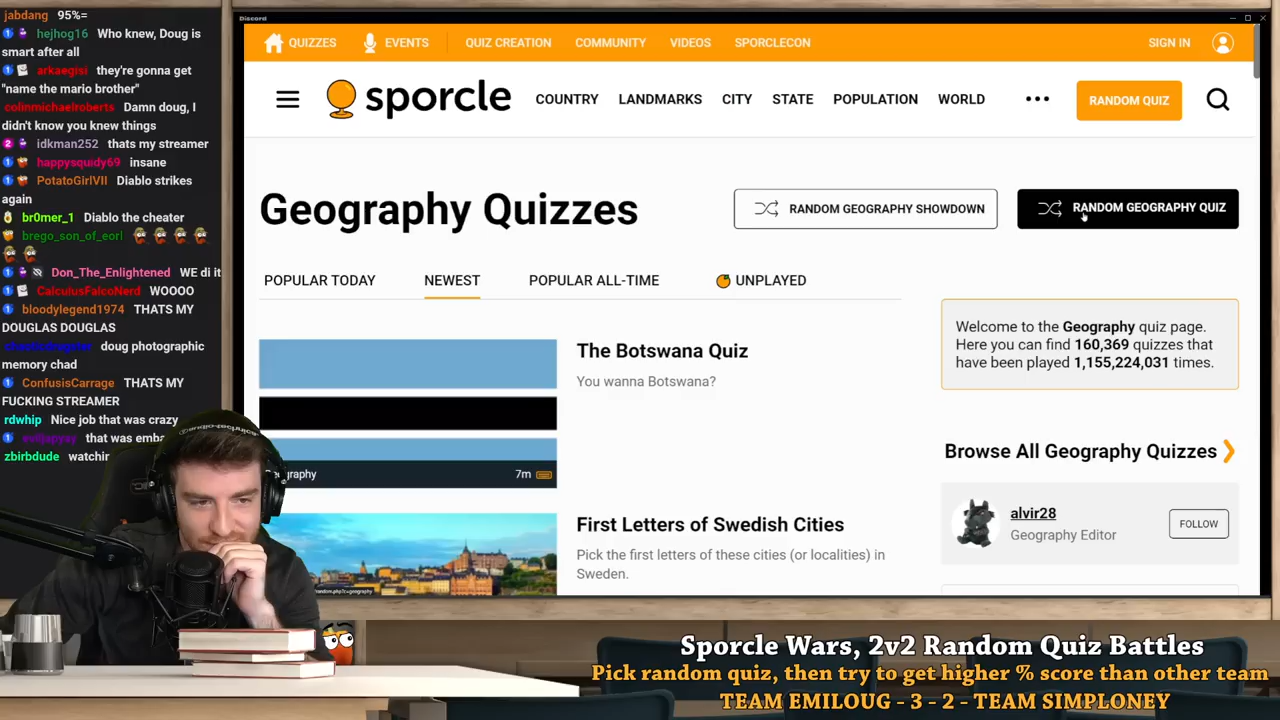 jabdang 95%=
hejhog16 Who knew, Doug is
smart after all
arkaegisi they're gonna get
"name the mario brother"
colinmichaelroberts Damn doug, I
didn't know you knew things
idkman252 thats my streamer
happysquidy69 insane
PotatoGirlVII Diablo strikes
again
br0mer_1 Diablo the cheater
brego_son_of_eorl
Don_The_Enlightened WE di it
CalculusFalcoNerd WOOOO
bloodylegend1974 THATS MY
DOUGLAS DOUGLAS
doug photographic
memory chad
ConfusisCarrage THATS MY
FUCKING STREAMER
rdwhip Nice job that was crazy
that was emba
zbirbdude watchin
Discord
QUIZZES EVENTS QUIZ CREATION COMMUNITY VIDEOS SPORCLECON SIGN IN
sporcle COUNTRY LANDMARKS CITY STATE POPULATION WORLD ••• RANDOM QUIZ
Geography Quizzes
RANDOM GEOGRAPHY SHOWDOWN
RANDOM GEOGRAPHY QUIZ
POPULAR TODAY NEWEST POPULAR ALL-TIME UNPLAYED
The Botswana Quiz
You wanna Botswana?
ography 7m
First Letters of Swedish Cities
Pick the first letters of these cities (or localities) in
Sweden.
Welcome to the Geography quiz page.
Here you can find 160,369 quizzes that
have been played 1,155,224,031 times.
Browse All Geography Quizzes
alvir28
Geography Editor
FOLLOW
audio-technica
Sporcle Wars, 2v2 Random Quiz Battles
Pick random quiz, then try to get higher % score than other team
TEAM EMILOUG - 3 - 2 - TEAM SIMPLONEY